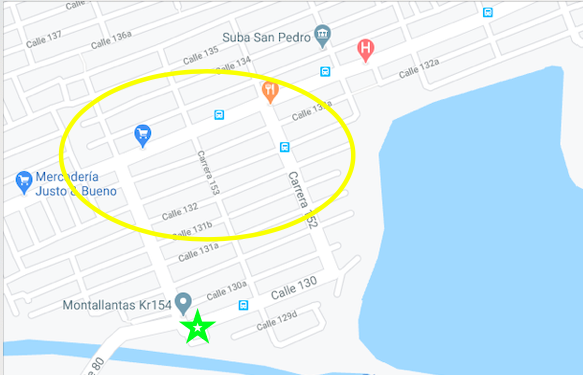 Calle 137
Calle 136a
Calle 135
Calle 134
Suba San Pedro
H
Calle 132a
Calle 132a
Mercadería
Justo & Bueno
Carrera 153
Carrera 152
Calle 132
Calle 131b
Calle 131a
Calle 130a
Calle 130
Montallantas Kr154
Calle 129d
e 80